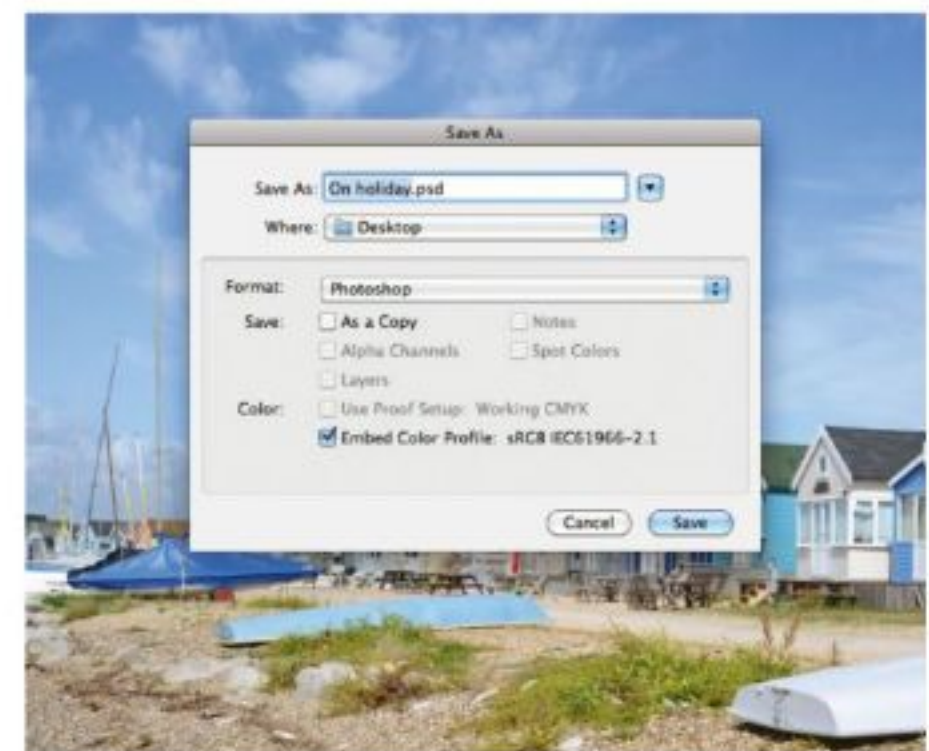 Save As
Save As: On holiday.psd
Where: Desktop
Format: Photoshop
Save: As a Copy Notes
Alpha Channels Spot Colors
Layers
Color: Use Proof Setup: Working CMYK
Embed Color Profile: sRGB IEC61966-2.1
Cancel Save